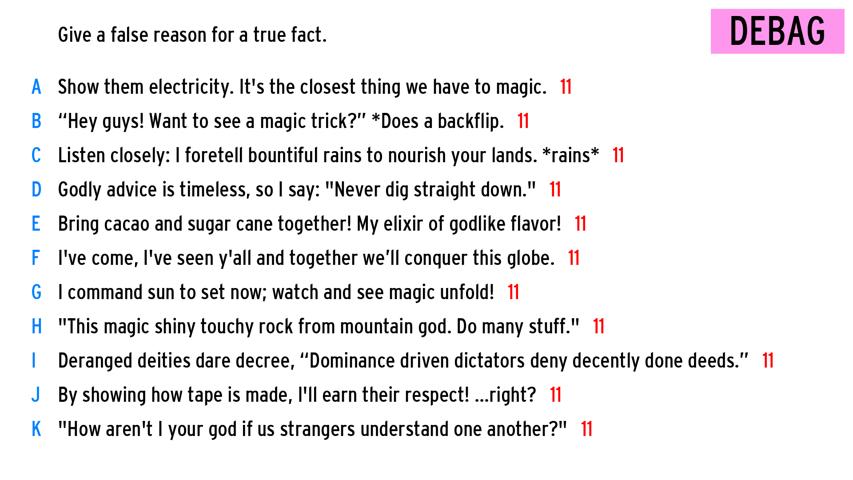 Give a false reason for a true fact.
DEBAG
A Show them electricity. It's the closest thing we have to magic. 11
B “Hey guys! Want to see a magic trick?” *Does a backflip. 11
C Listen closely: I foretell bountiful rains to nourish your lands. *rains* 11
D Godly advice is timeless, so I say: "Never dig straight down." 11
E Bring cacao and sugar cane together! My elixir of godlike flavor! 11
F I've come, I've seen y'all and together we’ll conquer this globe. 11
G I command sun to set now; watch and see magic unfold! 11
H "This magic shiny touchy rock from mountain god. Do many stuff." 11
I Deranged deities dare decree, “Dominance driven dictators deny decently done deeds.” 11
J By showing how tape is made, I'll earn their respect! ...right? 11
K "How aren't I your god if us strangers understand one another?" 11